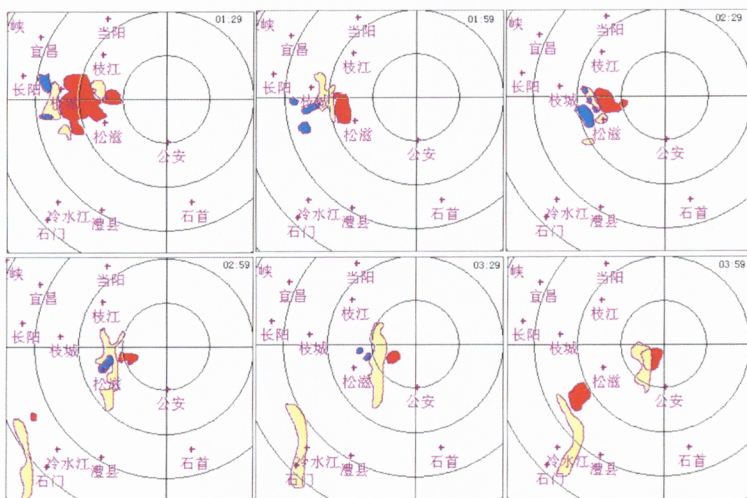 01:29
峡
当阳
宜昌
枝江
长阳
枝城
松滋
公安
冷水江
澧县
石首
石门
01:59
峡
当阳
宜昌
枝江
长阳
枝城
松滋
公安
冷水江
澧县
石首
石门
02:29
峡
当阳
宜昌
枝江
长阳
枝城
松滋
公安
冷水江
澧县
石首
石门
02:59
峡
当阳
宜昌
枝江
长阳
枝城
松滋
公安
冷水江
澧县
石首
石门
03:29
峡
当阳
宜昌
枝江
长阳
枝城
松滋
公安
冷水江
澧县
石首
石门
03:59
峡
当阳
宜昌
枝江
长阳
枝城
松滋
公安
冷水江
澧县
石首
石门